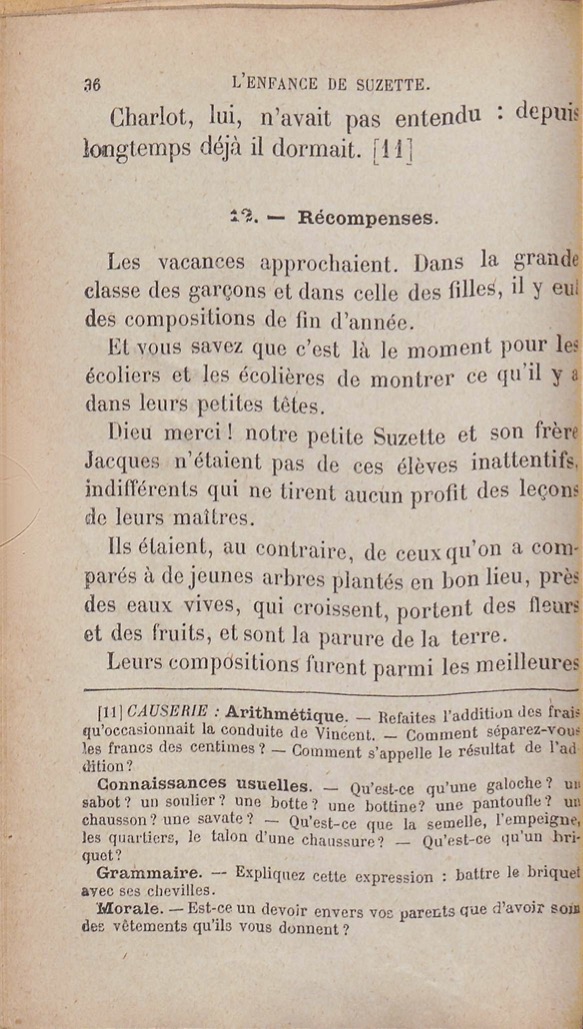 36 L'ENFANCE DE SUZETTE.
Charlot, lui, n'avait pas entendu : depuis
longtemps déjà il dormait. [11]
12. — Récompenses.
Les vacances approchaient. Dans la grande
classe des garçons et dans celle des filles, il y eut
des compositions de fin d'année.
Et vous savez que c'est là le moment pour les
écoliers et les écolières de montrer ce qu'il y a
dans leurs petites têtes.
Dieu merci ! notre petite Suzette et son frère
Jacques n'étaient pas de ces élèves inattentifs,
indifférents qui ne tirent aucun profit des leçons
de leurs maîtres.
Ils étaient, au contraire, de ceux qu'on a com-
parés à de jeunes arbres plantés en bon lieu, près
des eaux vives, qui croissent, portent des fleurs
et des fruits, et sont la parure de la terre.
Leurs compositions furent parmi les meilleures
[11] CAUSERIE : Arithmétique. — Refaites l'addition des frais
qu'occasionnait la conduite de Vincent. — Comment séparez-vous
les francs des centimes ? — Comment s'appelle le résultat de l'ad
dition ?
Connaissances usuelles. — Qu'est-ce qu'une galoche ? un
sabot ? un soulier ? une botte ? une bottine ? une pantoufle ? un
chausson ? une savate ? — Qu'est-ce que la semelle, l'empeigne,
les quartiers, le talon d'une chaussure ? — Qu'est-ce qu'un bri-
quet ?
Grammaire. — Expliquez cette expression : battre le briquet
avec ses chevilles.
Morale. — Est-ce un devoir envers vos parents que d'avoir soin
des vêtements qu'ils vous donnent ?